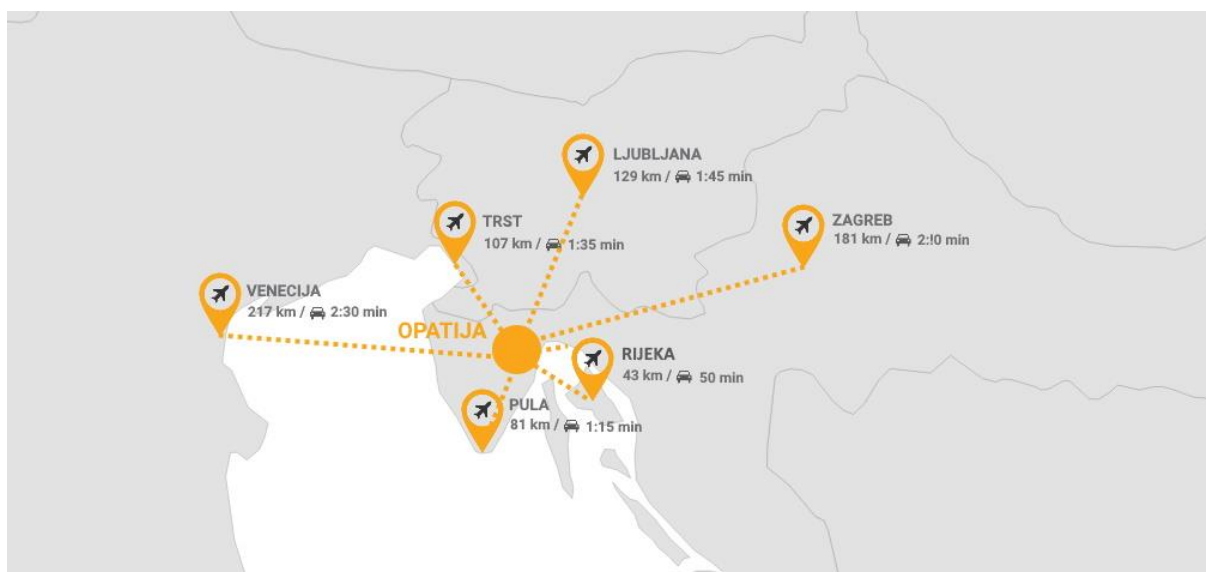 LJUBLJANA
129 km / 1:45 min
TRST
107 km / 1:35 min
ZAGREB
181 km / 2:!0 min
VENECIJA
217 km / 2:30 min
OPATIJA
RIJEKA
43 km / 50 min
PULA
81 km / 1:15 min